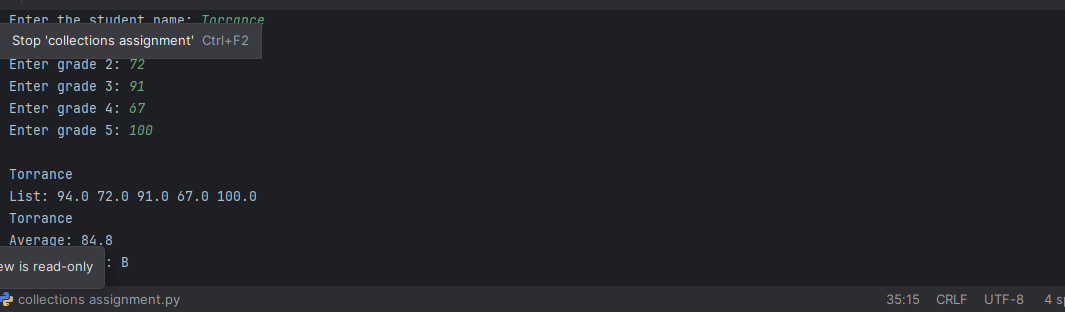 Enter the student name: Torrance
Stop 'collections assignment' Ctrl+F2
Enter grade 2: 72
Enter grade 3: 91
Enter grade 4: 67
Enter grade 5: 100
Torrance
List: 94.0 72.0 91.0 67.0 100.0
Torrance
Average: 84.8
: B
ew is read-only
collections assignment.py 35:15 CRLF UTF-8 4 sp